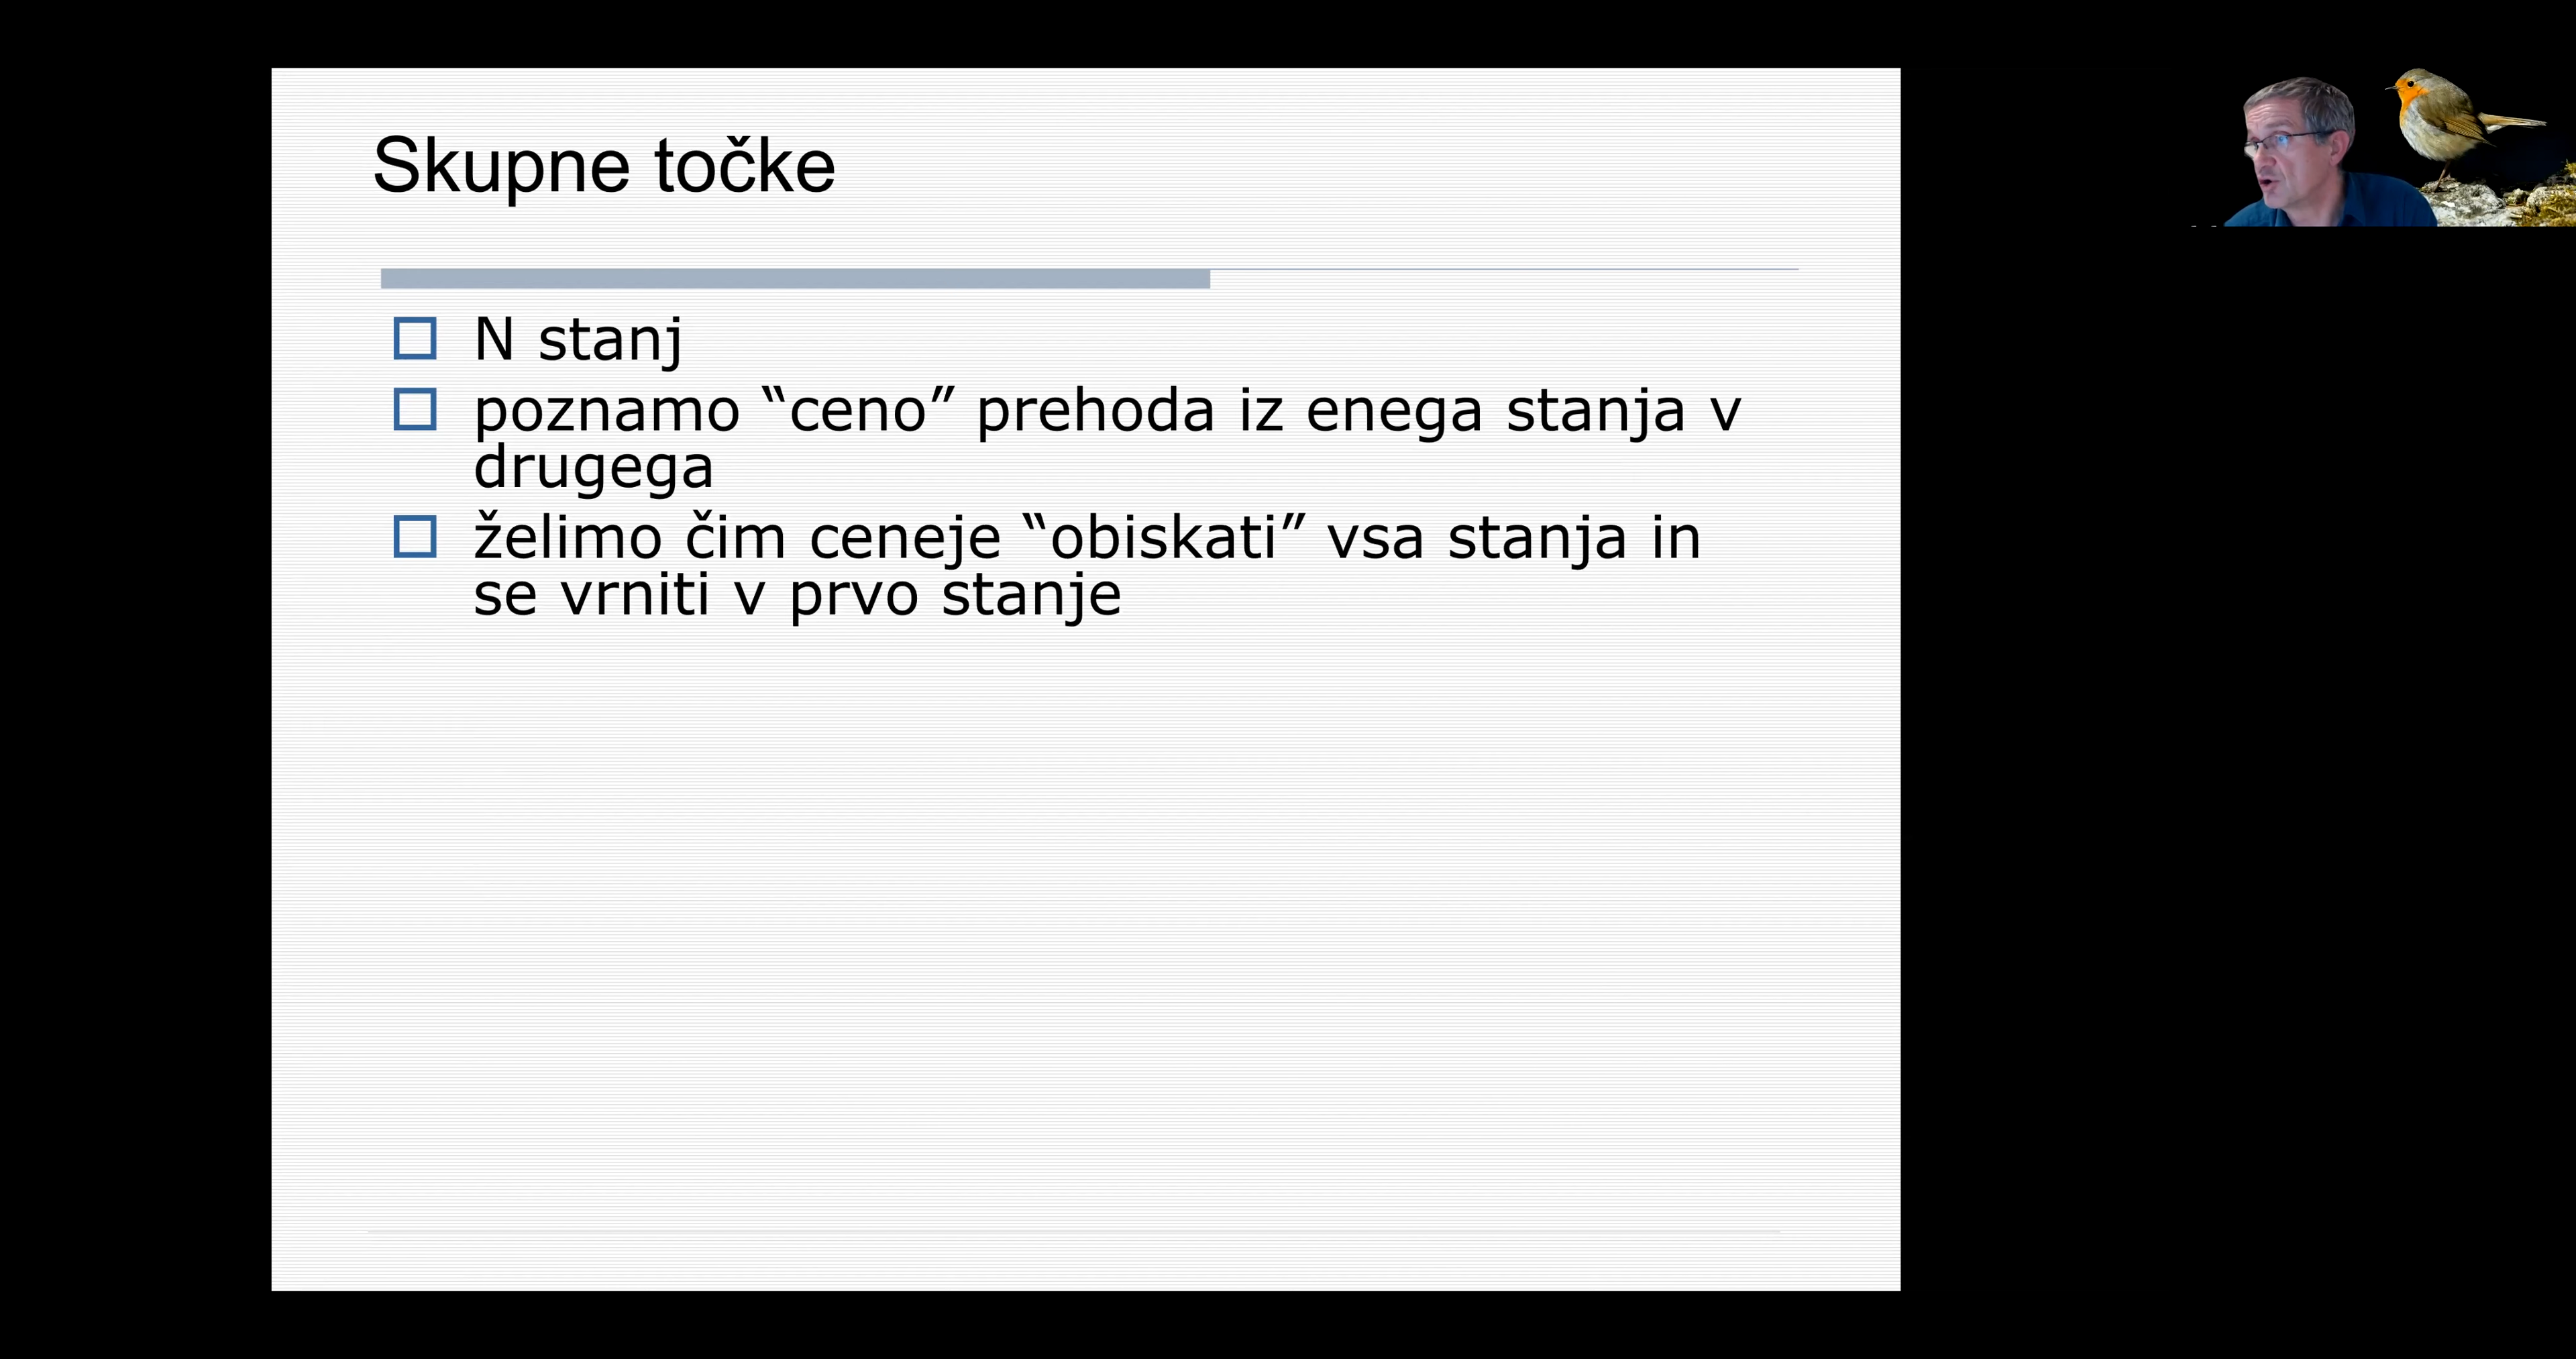 Skupne točke
N stanj
poznamo “ceno” prehoda iz enega stanja v
drugega
želimo čim ceneje “obiskati” vsa stanja in
se vrniti v prvo stanje